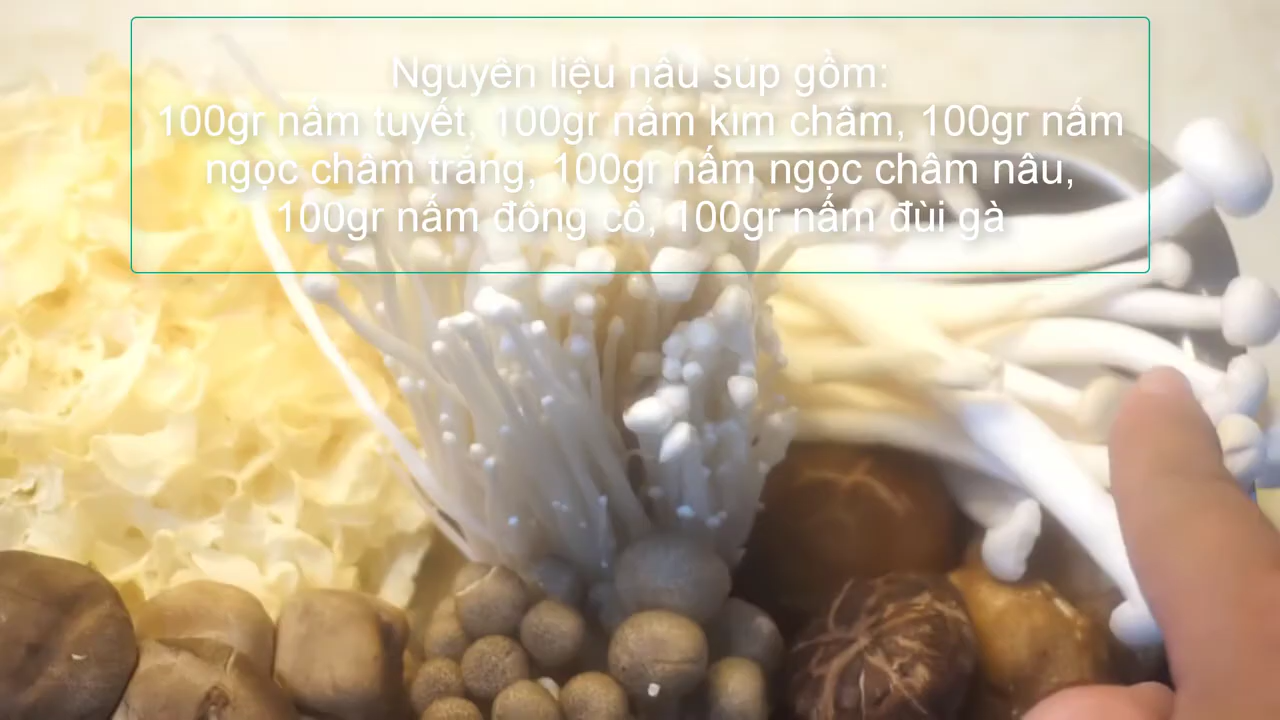 Nguyên liệu nấu súp gồm:
100gr nấm tuyết, 100gr nấm kim châm, 100gr nấm
ngọc châm trắng, 100gr nấm ngọc châm nâu,
100gr nấm đông cô, 100gr nấm đùi gà